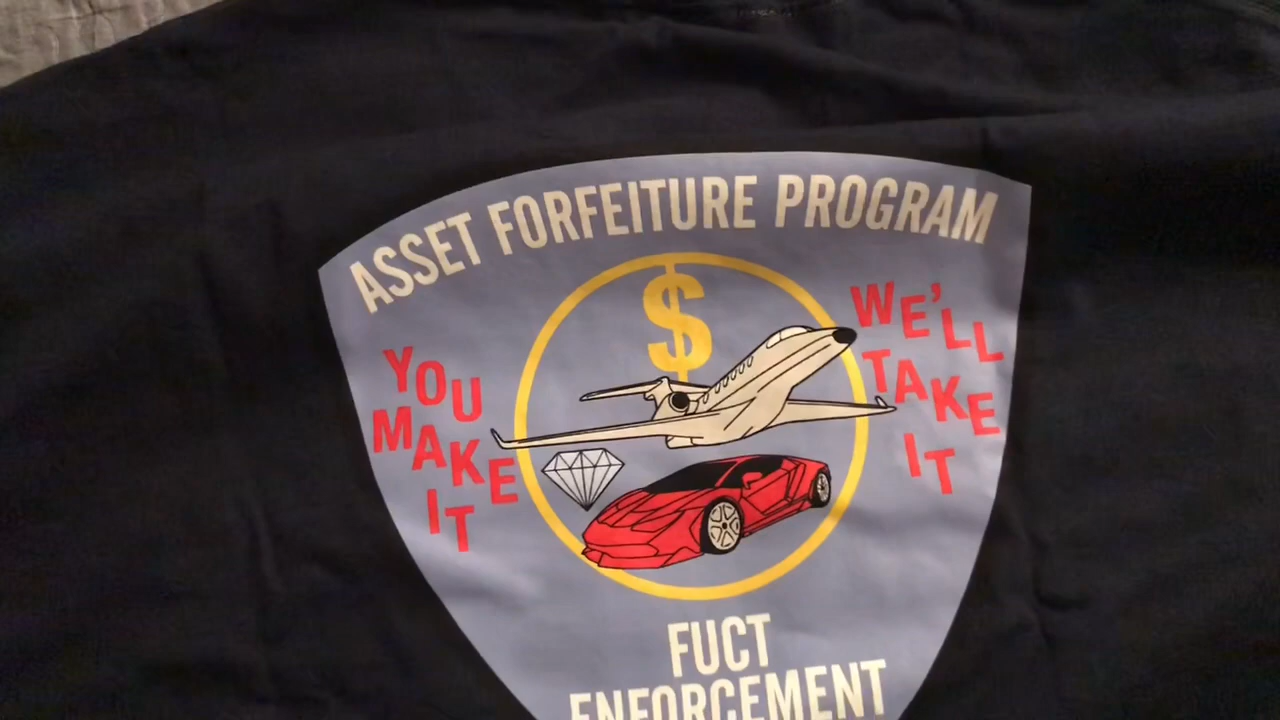 ASSET FORFEITURE PROGRAM
$
YOU
MAKE
IT
WE'LL
TAKE
IT
FUCT
ENFORCEMENT